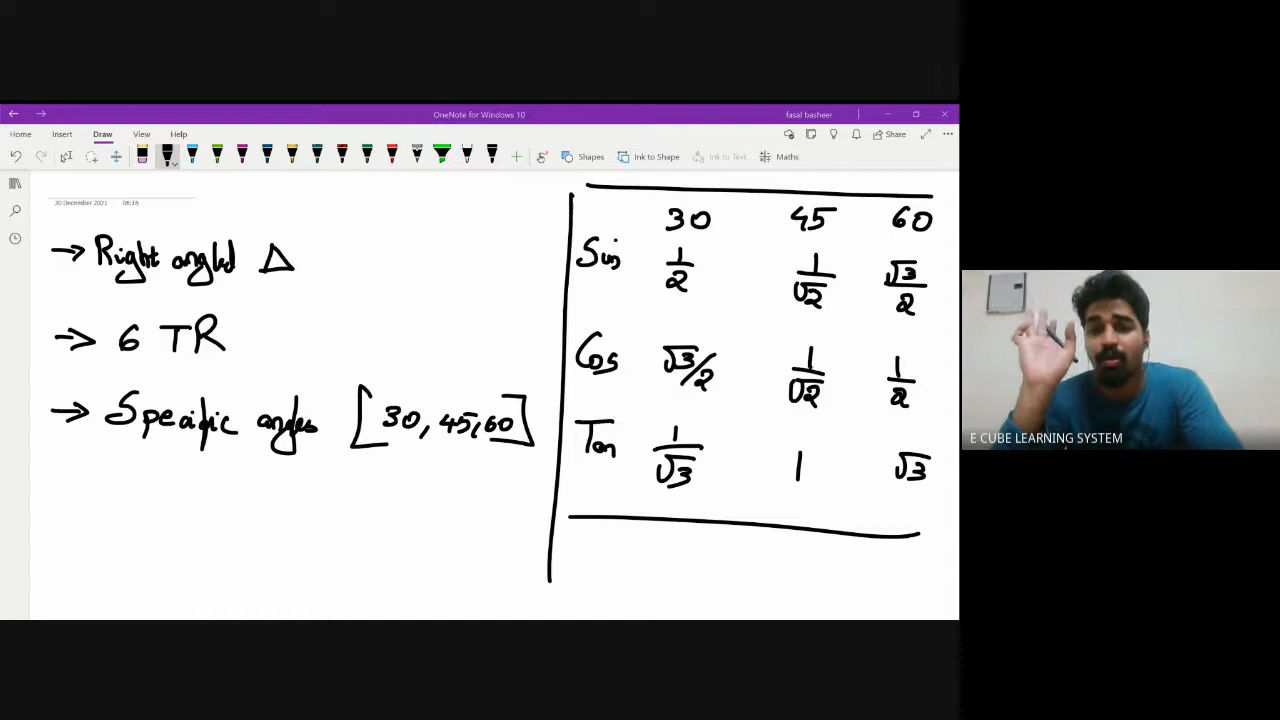 OneNote for Windows 10
fasal basheer
Home Insert Draw View Help
Share
Shapes Ink to Shape Ink to Text Maths
20 December 2021 06:16
→ Right angled Δ
→ 6 TR
→ Specific angles [30, 45, 60]
30 45 60
Sin 1/2 1/√2 √3/2
Cos √3/2 1/√2 1/2
Tan 1/√3 1 √3
E CUBE LEARNING SYSTEM